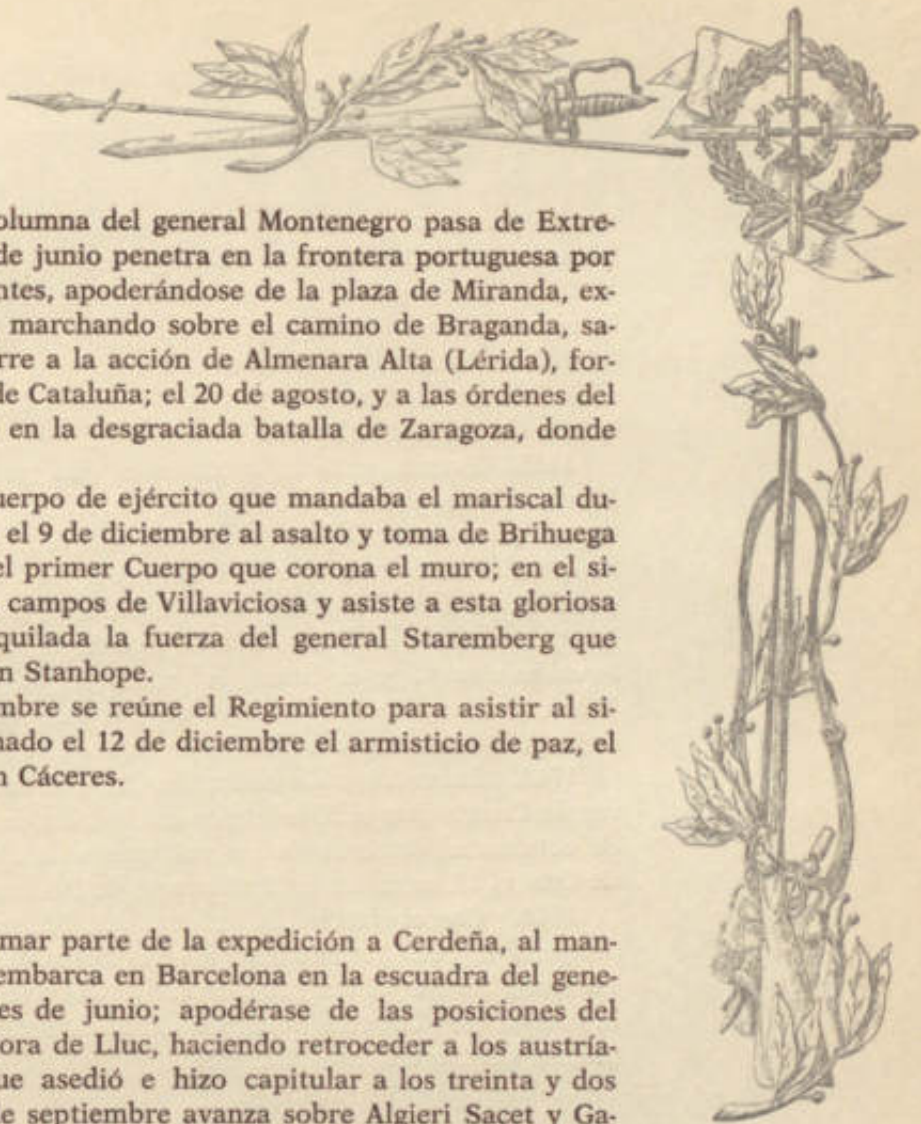 olumna del general Montenegro pasa de Extre-
de junio penetra en la frontera portuguesa por
ntes, apoderándose de la plaza de Miranda, ex-
marchando sobre el camino de Braganda, sa-
rre a la acción de Almenara Alta (Lérida), for-
de Cataluña; el 20 de agosto, y a las órdenes del
en la desgraciada batalla de Zaragoza, donde
uerpo de ejército que mandaba el mariscal du-
el 9 de diciembre al asalto y toma de Brihuega
el primer Cuerpo que corona el muro; en el si-
campos de Villaviciosa y asiste a esta gloriosa
quilada la fuerza del general Staremberg que
n Stanhope.
mbre se reúne el Regimiento para asistir al si-
nado el 12 de diciembre el armisticio de paz, el
n Cáceres.
mar parte de la expedición a Cerdeña, al man-
embarca en Barcelona en la escuadra del gene-
es de junio; apodérase de las posiciones del
ora de Lluc, haciendo retroceder a los austría-
ue asedió e hizo capitular a los treinta y dos
de septiembre avanza sobre Algieri Sacet y Ga-